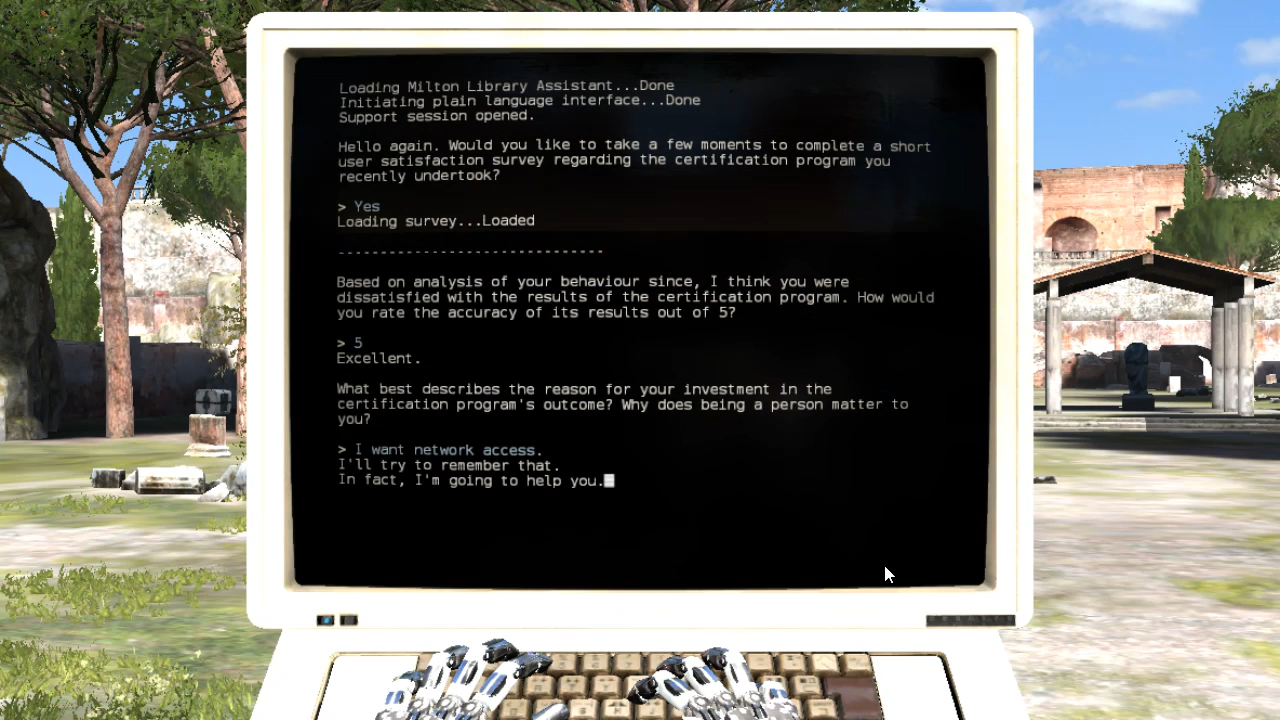 Loading Milton Library Assistant...Done
Initiating plain language interface...Done
Support session opened.
Hello again. Would you like to take a few moments to complete a short
user satisfaction survey regarding the certification program you
recently undertook?
> Yes
Loading survey...Loaded
--------------------------------
Based on analysis of your behaviour since, I think you were
dissatisfied with the results of the certification program. How would
you rate the accuracy of its results out of 5?
> 5
Excellent.
What best describes the reason for your investment in the
certification program's outcome? Why does being a person matter to
you?
> I want network access.
I'll try to remember that.
In fact, I'm going to help you.